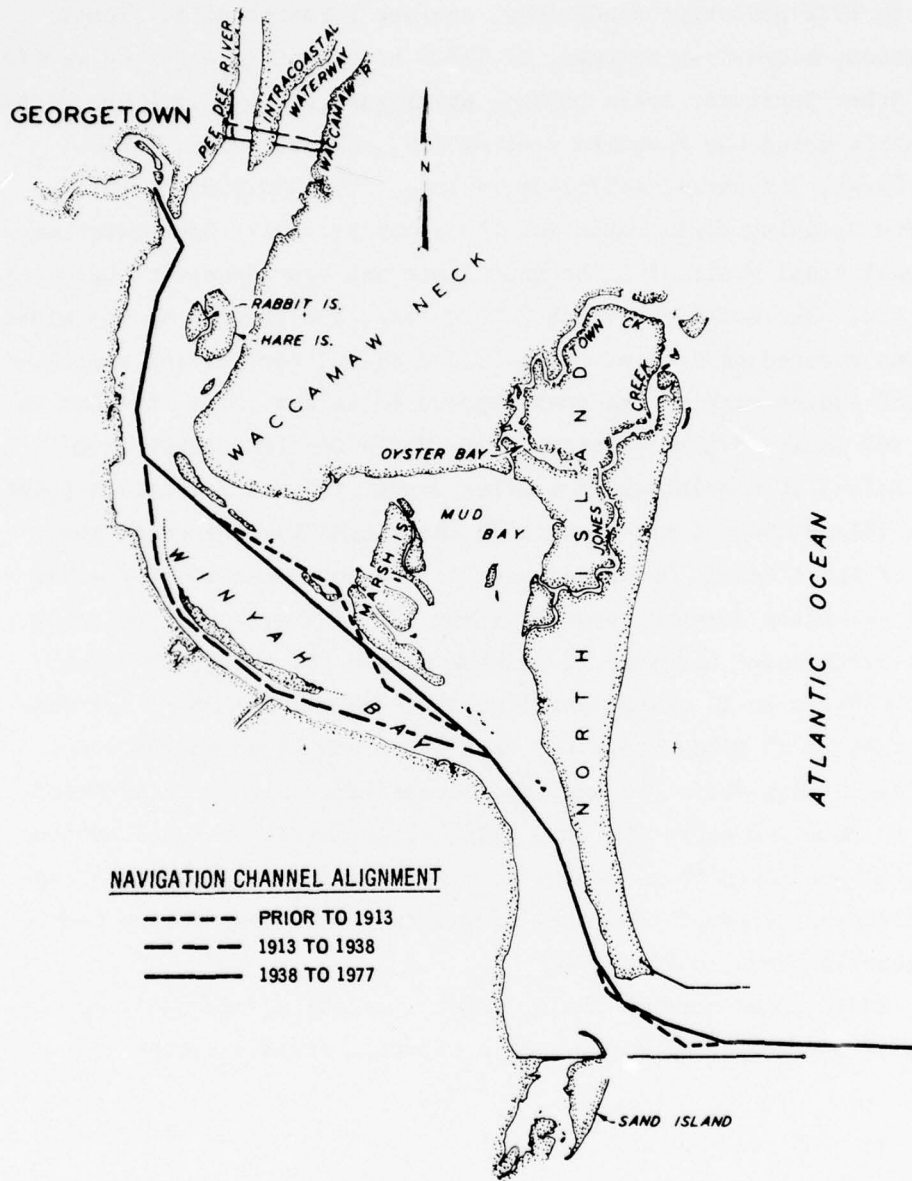 GEORGETOWN
PEE DEE RIVER
INTRACOASTAL
WATERWAY
WACCAMAW R.
N
RABBIT IS.
HARE IS.
WACCAMAW NECK
TOWN CK
OYSTER BAY
MUD
BAY
MARSH IS.
JONES CREEK
NORTH ISLAND
WINYAH BAY
ATLANTIC OCEAN
NAVIGATION CHANNEL ALIGNMENT
PRIOR TO 1913
1913 TO 1938
1938 TO 1977
SAND ISLAND